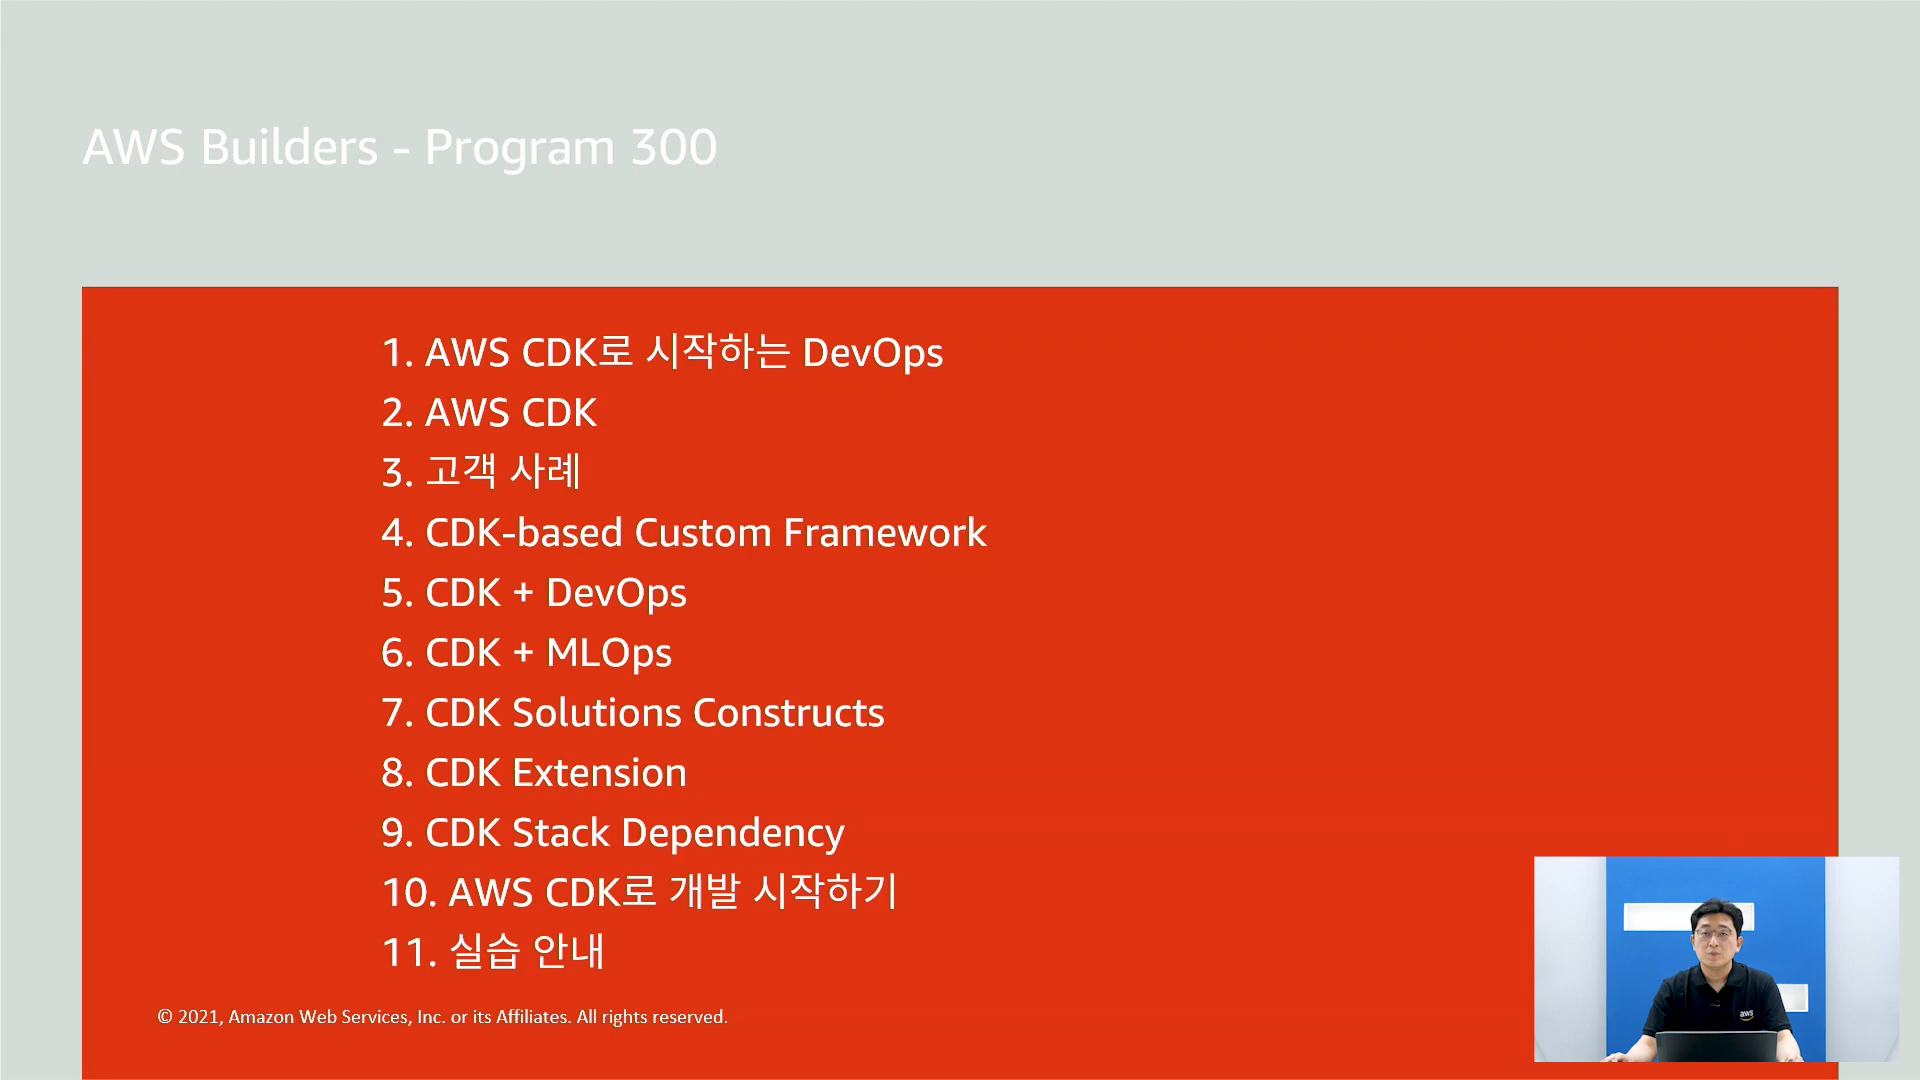 AWS Builders - Program 300
1. AWS CDK로 시작하는 DevOps
2. AWS CDK
3. 고객 사례
4. CDK-based Custom Framework
5. CDK + DevOps
6. CDK + MLOps
7. CDK Solutions Constructs
8. CDK Extension
9. CDK Stack Dependency
10. AWS CDK로 개발 시작하기
11. 실습 안내
© 2021, Amazon Web Services, Inc. or its Affiliates. All rights reserved.
aws